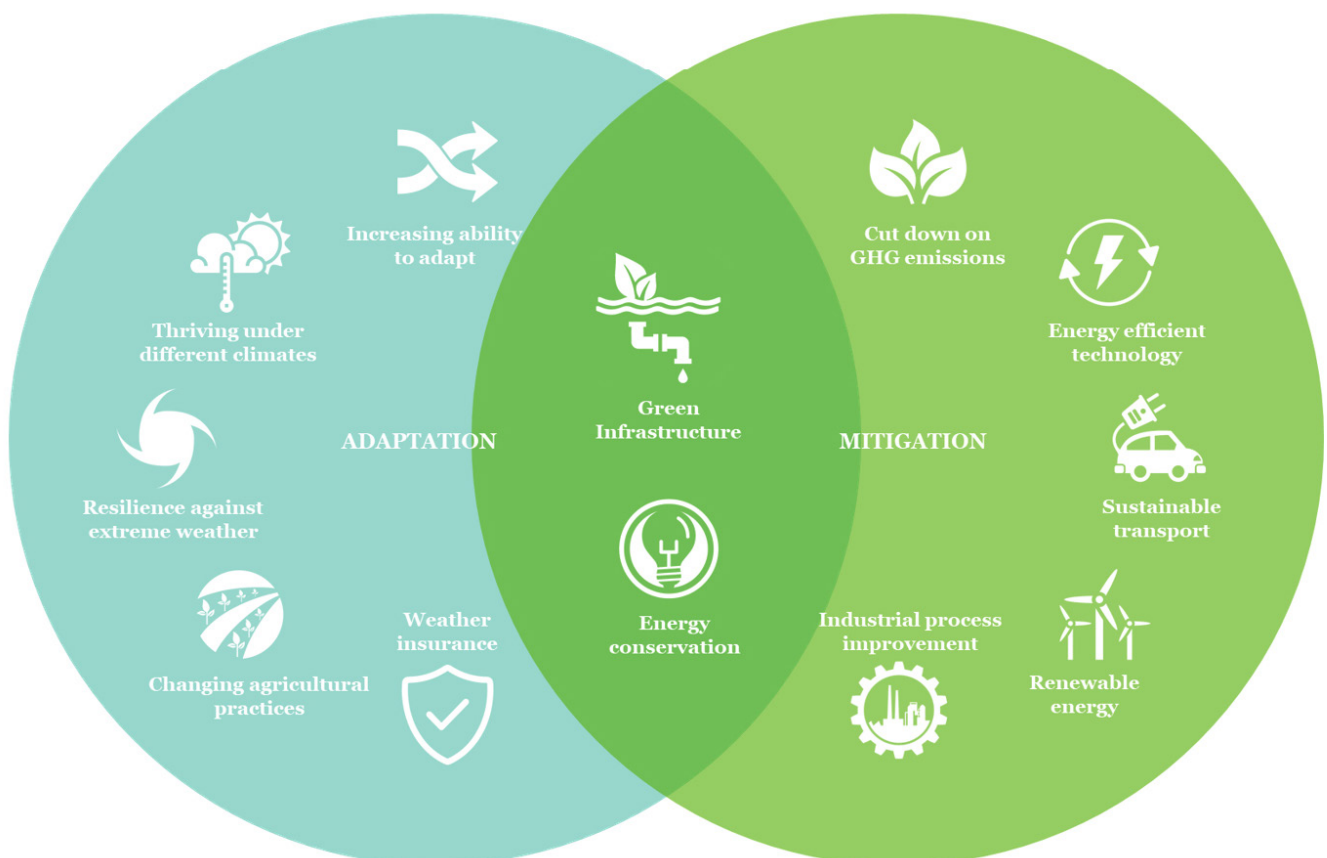 Increasing ability
to adapt
Thriving under
different climates
ADAPTATION
Resilience against
extreme weather
Changing agricultural
practices
Weather
insurance
Green
Infrastructure
Energy
conservation
Cut down on
GHG emissions
Energy efficient
technology
MITIGATION
Sustainable
transport
Industrial process
improvement
Renewable
energy